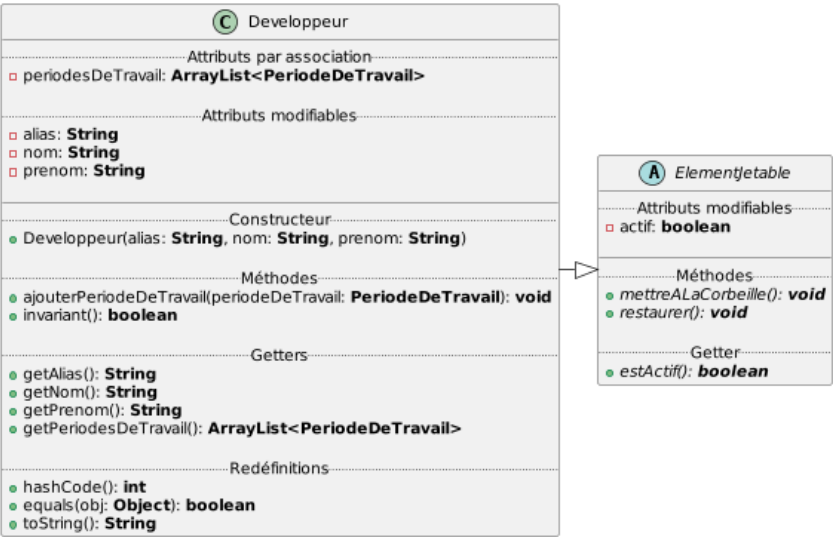 C Developpeur
Attributs par association
periodesDeTravail: ArrayList<PeriodeDeTravail>
Attributs modifiables
alias: String
nom: String
prenom: String
Constructeur
Developpeur(alias: String, nom: String, prenom: String)
Méthodes
ajouterPeriodeDeTravail(periodeDeTravail: PeriodeDeTravail): void
invariant(): boolean
Getters
getAlias(): String
getNom(): String
getPrenom(): String
getPeriodesDeTravail(): ArrayList<PeriodeDeTravail>
Redéfinitions
hashCode(): int
equals(obj: Object): boolean
toString(): String
A ElementJetable
Attributs modifiables
actif: boolean
Méthodes
mettreALaCorbeille(): void
restaurer(): void
Getter
estActif(): boolean